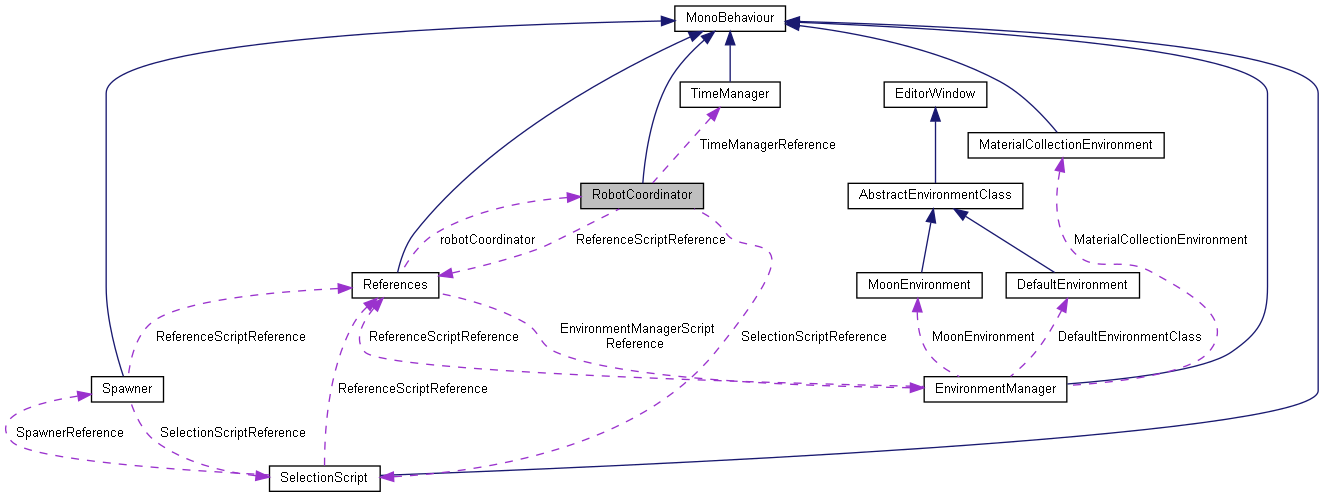 MonoBehaviour
TimeManager
EditorWindow
TimeManagerReference
MaterialCollectionEnvironment
RobotCoordinator
AbstractEnvironmentClass
robotCoordinator
ReferenceScriptReference
MaterialCollectionEnvironment
References
MoonEnvironment
DefaultEnvironment
ReferenceScriptReference
ReferenceScriptReference
EnvironmentManagerScript
Reference
SelectionScriptReference
MoonEnvironment
DefaultEnvironmentClass
Spawner
ReferenceScriptReference
EnvironmentManager
SpawnerReference
SelectionScriptReference
SelectionScript